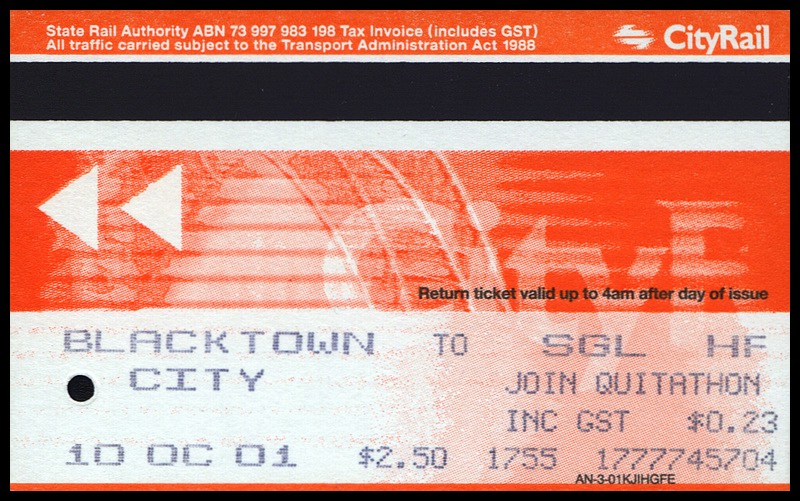 State Rail Authority ABN 73 997 983 198 Tax Invoice (includes GST)
All traffic carried subject to the Transport Administration Act 1988
CityRail
Return ticket valid up to 4am after day of issue
BLACKTOWN TO SGL HF
CITY JOIN QUITATHON
INC GST $0.23
10 OC 01 $2.50 1755 1777745704
AN-3-01KJIHGFE